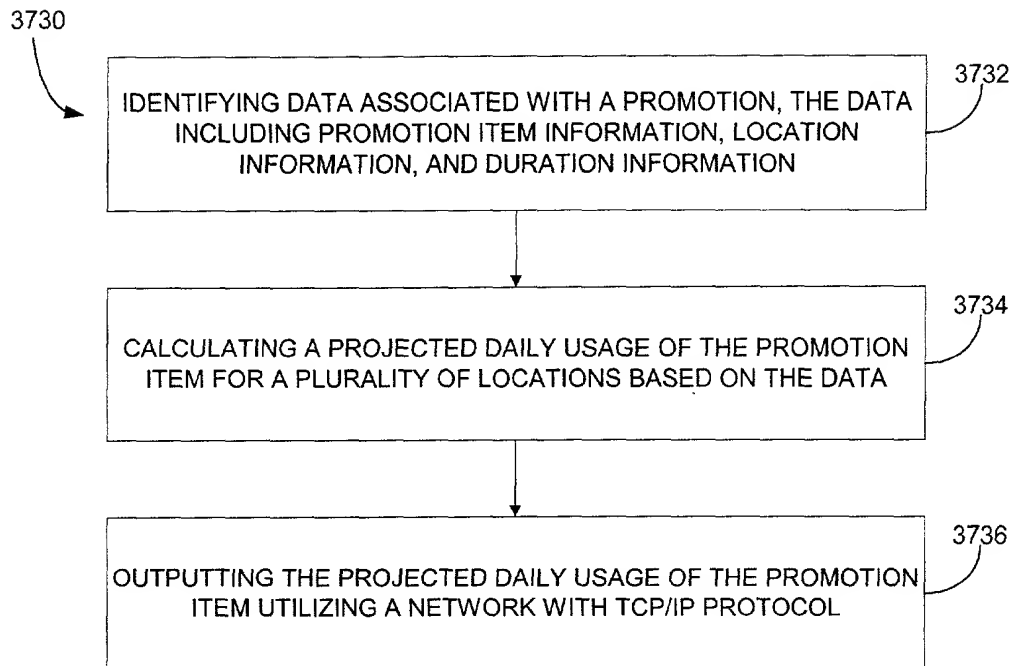 3730
3732
IDENTIFYING DATA ASSOCIATED WITH A PROMOTION, THE DATA
INCLUDING PROMOTION ITEM INFORMATION, LOCATION
INFORMATION, AND DURATION INFORMATION
3734
CALCULATING A PROJECTED DAILY USAGE OF THE PROMOTION
ITEM FOR A PLURALITY OF LOCATIONS BASED ON THE DATA
3736
OUTPUTTING THE PROJECTED DAILY USAGE OF THE PROMOTION
ITEM UTILIZING A NETWORK WITH TCP/IP PROTOCOL